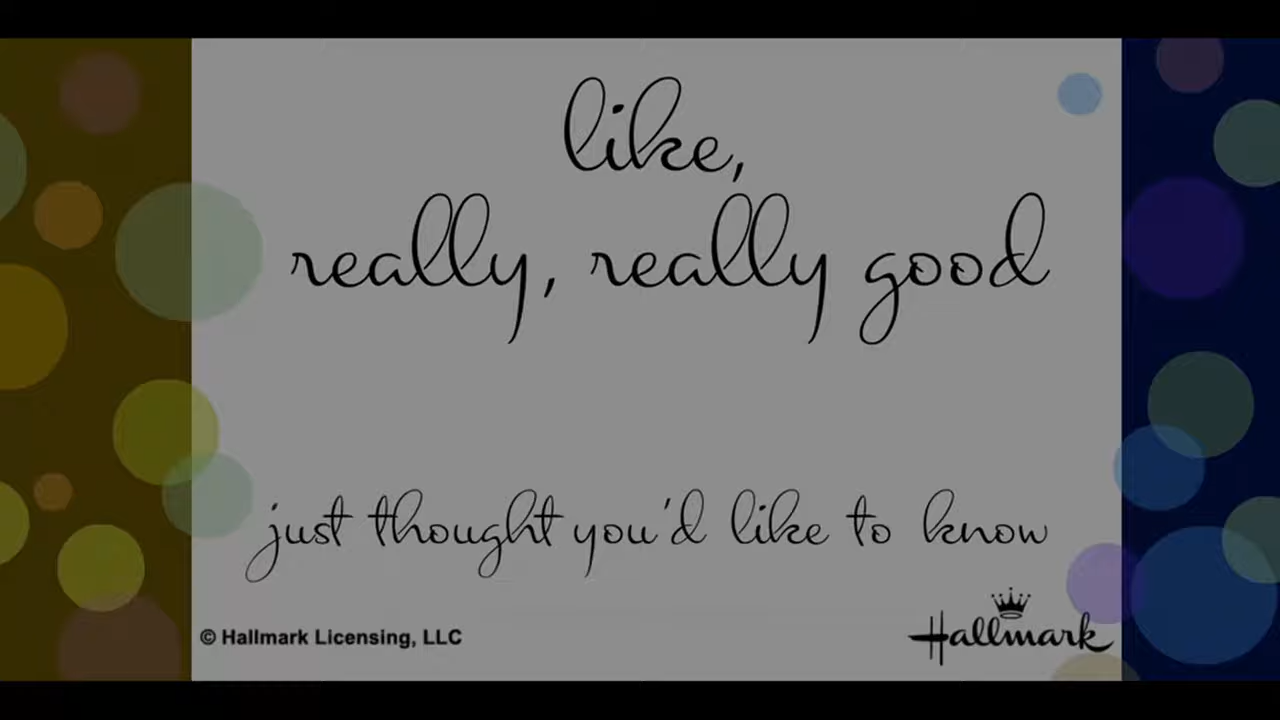 like,
really, really good
just thought you'd like to know
© Hallmark Licensing, LLC
Hallmark